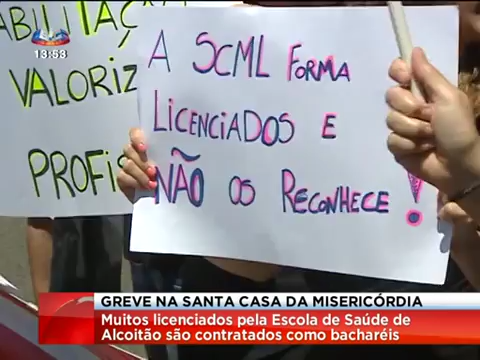 ABILITAÇ
VALORIZ
PROFIS
13:53
A SCML FORMA
LICENCIADOS E
NÃO OS RECONHECE!
GREVE NA SANTA CASA DA MISERICÓRDIA
Muitos licenciados pela Escola de Saúde de
Alcoitão são contratados como bacharéis